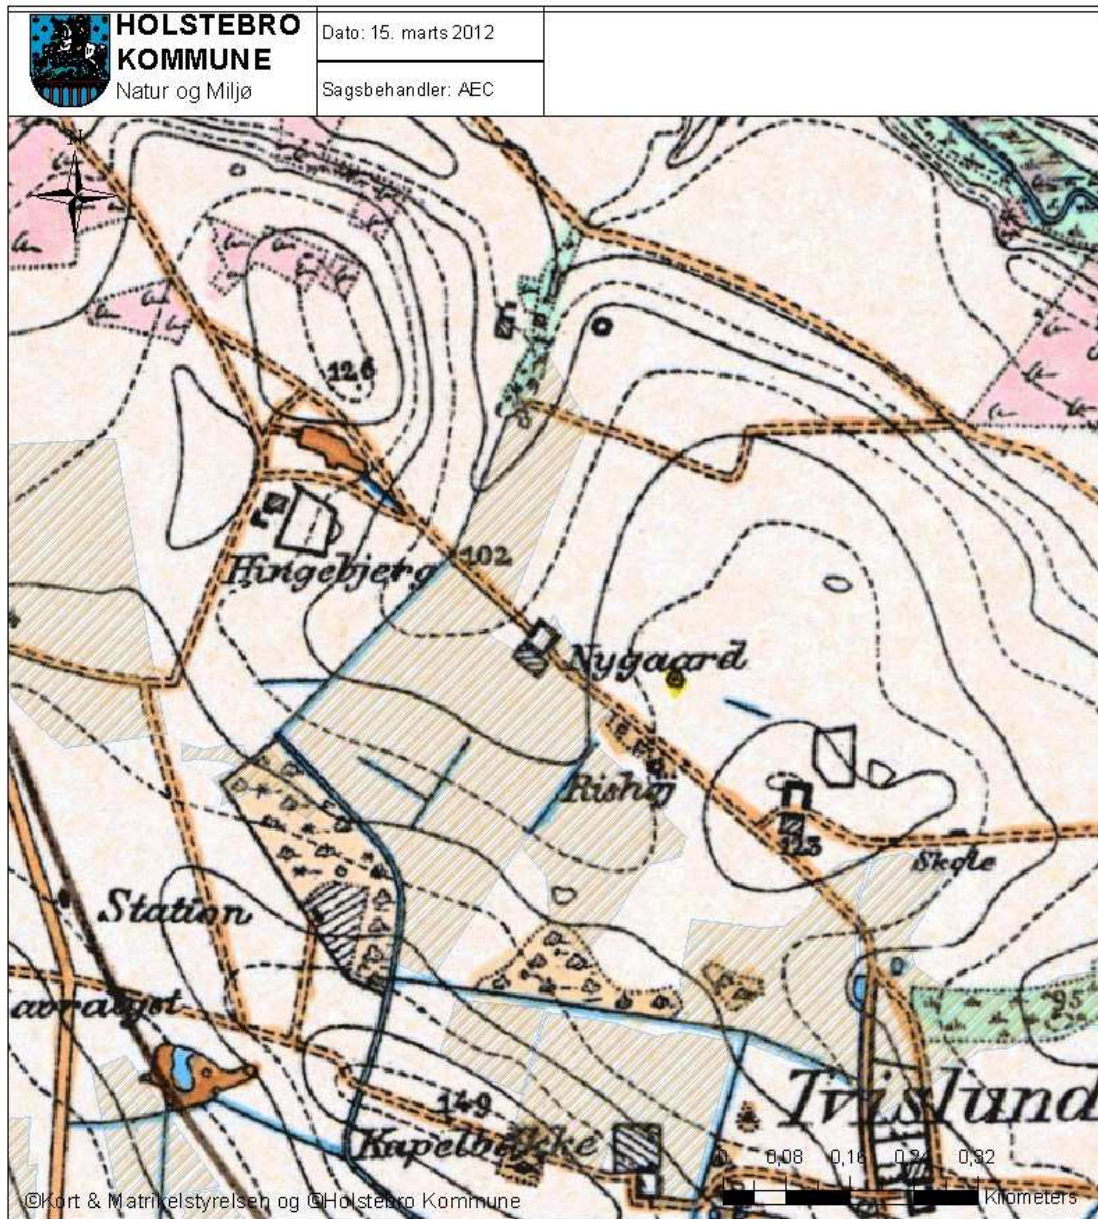 HOLSTEBRO
KOMMUNE
Natur og Miljø
Dato: 15. marts 2012
Sagsbehandler: AEC
N
126
102
Hingebjerg
Nygaard
Rishøj
123
Skole
Station
95
149
Kapelbakke
Tvislund
0 0,08 0,16 0,24 0,32
Kilometers
©Kort & Matrikelstyrelsen og ©Holstebro Kommune